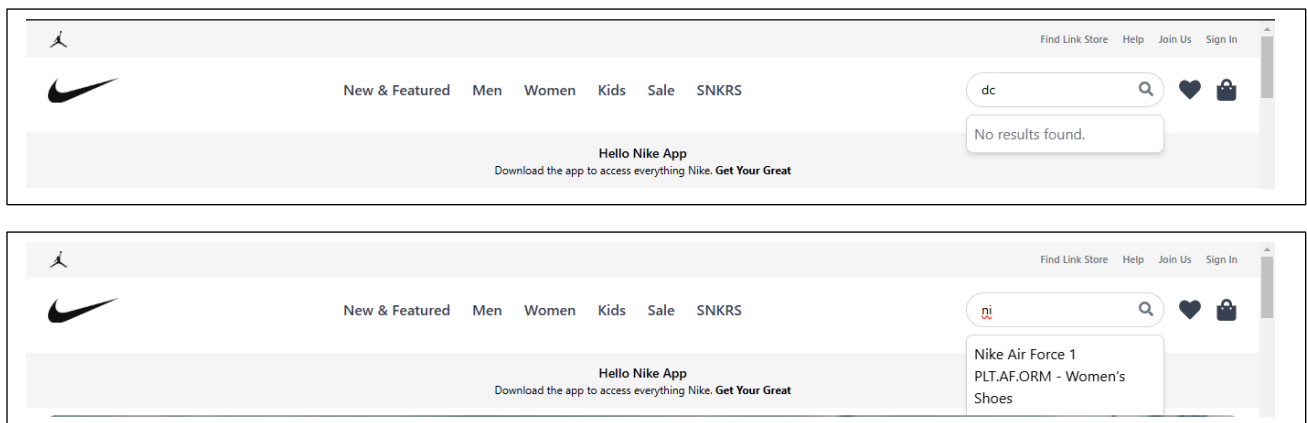 Find Link Store Help Join Us Sign In
New & Featured Men Women Kids Sale SNKRS dc
No results found.
Hello Nike App
Download the app to access everything Nike. Get Your Great
Find Link Store Help Join Us Sign In
New & Featured Men Women Kids Sale SNKRS ni
Nike Air Force 1
PLT.AF.ORM - Women's
Shoes
Hello Nike App
Download the app to access everything Nike. Get Your Great